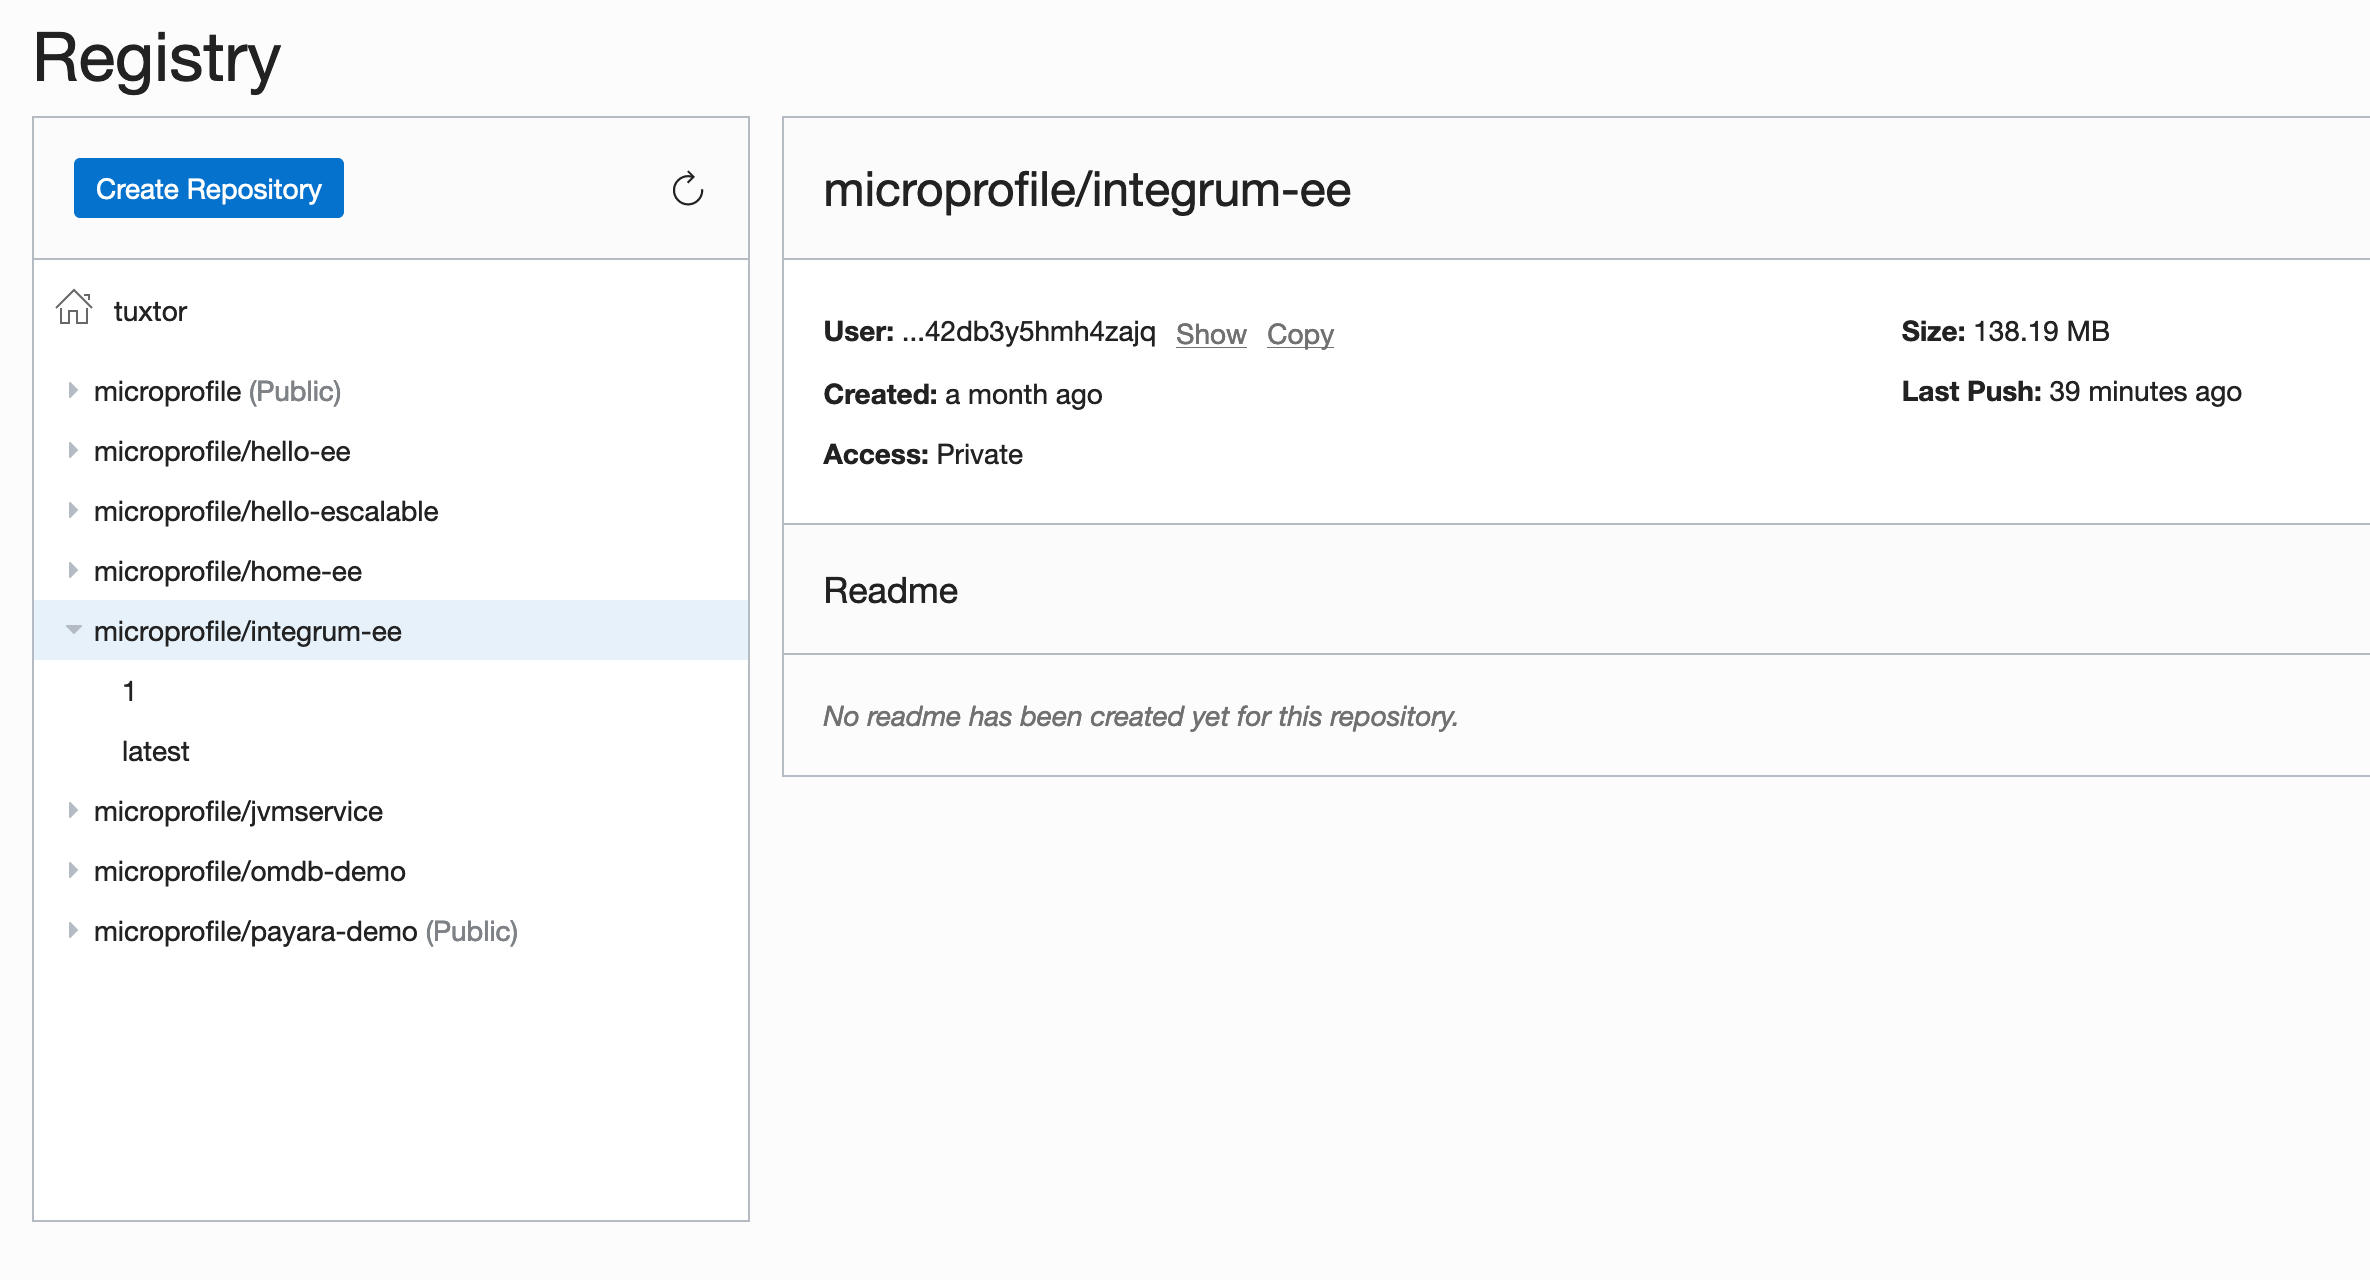 Registry
Create Repository
tuxtor
microprofile (Public)
microprofile/hello-ee
microprofile/hello-escalable
microprofile/home-ee
microprofile/integrum-ee
1
latest
microprofile/jvmservice
microprofile/omdb-demo
microprofile/payara-demo (Public)
microprofile/integrum-ee
User: ...42db3y5hmh4zajq Show Copy
Created: a month ago
Access: Private
Size: 138.19 MB
Last Push: 39 minutes ago
Readme
No readme has been created yet for this repository.